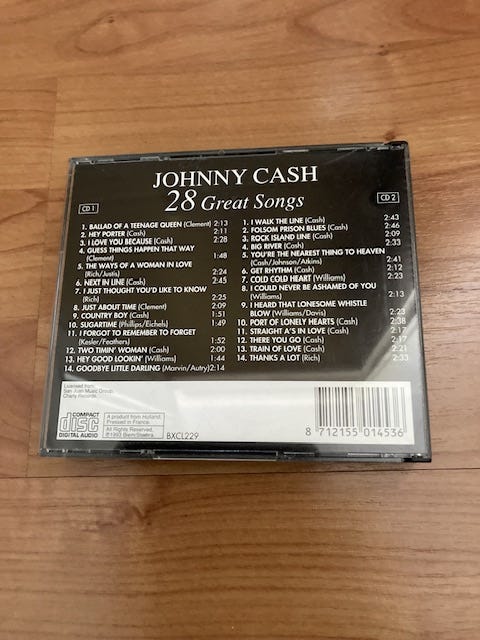 JOHNNY CASH
28 Great Songs
CD 1
1. BALLAD OF A TEENAGE QUEEN (Clement) 2:13
2. HEY PORTER (Cash) 2:11
3. I LOVE YOU BECAUSE (Cash) 2:28
4. GUESS THINGS HAPPEN THAT WAY
(Clement) 1:48
5. THE WAYS OF A WOMAN IN LOVE
(Rich/Justis) 2:24
6. NEXT IN LINE (Cash) 2:45
7. I JUST THOUGHT YOU'D LIKE TO KNOW
(Rich) 2:25
8. JUST ABOUT TIME (Clement) 2:09
9. COUNTRY BOY (Cash) 1:51
10. SUGARTIME (Phillips/Eichels) 1:49
11. I FORGOT TO REMEMBER TO FORGET
(Kesler/Feathers) 1:52
12. TWO TIMIN' WOMAN (Cash) 2:00
13. HEY GOOD LOOKIN' (Williams) 1:44
14. GOODBYE LITTLE DARLING (Marvin/Autry) 2:14
CD 2
1. I WALK THE LINE (Cash) 2:43
2. FOLSOM PRISON BLUES (Cash) 2:46
3. ROCK ISLAND LINE (Cash) 2:09
4. BIG RIVER (Cash) 2:33
5. YOU'RE THE NEAREST THING TO HEAVEN
(Cash/Johnson/Atkins) 2:41
6. GET RHYTHM (Cash) 2:12
7. COLD COLD HEART (Williams) 2:23
8. I COULD NEVER BE ASHAMED OF YOU
(Williams) 2:13
9. I HEARD THAT LONESOME WHISTLE
BLOW (Williams/Davis) 2:23
10. PORT OF LONELY HEARTS (Cash) 2:38
11. STRAIGHT A'S IN LOVE (Cash) 2:17
12. THERE YOU GO (Cash) 2:17
13. TRAIN OF LOVE (Cash) 2:21
14. THANKS A LOT (Rich) 2:33
Licensed from
San Juan Music Group,
Charly Records.
COMPACT
disc
DIGITAL AUDIO
A product from Holland.
Pressed in France.
All Rights Reserved.
BXCL229
8 712155 014536